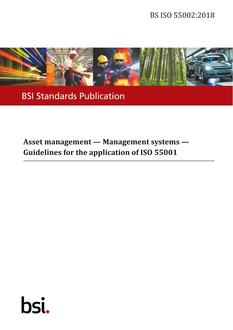 BS ISO 55002:2018
BSI Standards Publication
Asset management — Management systems —
Guidelines for the application of ISO 55001
bsi.